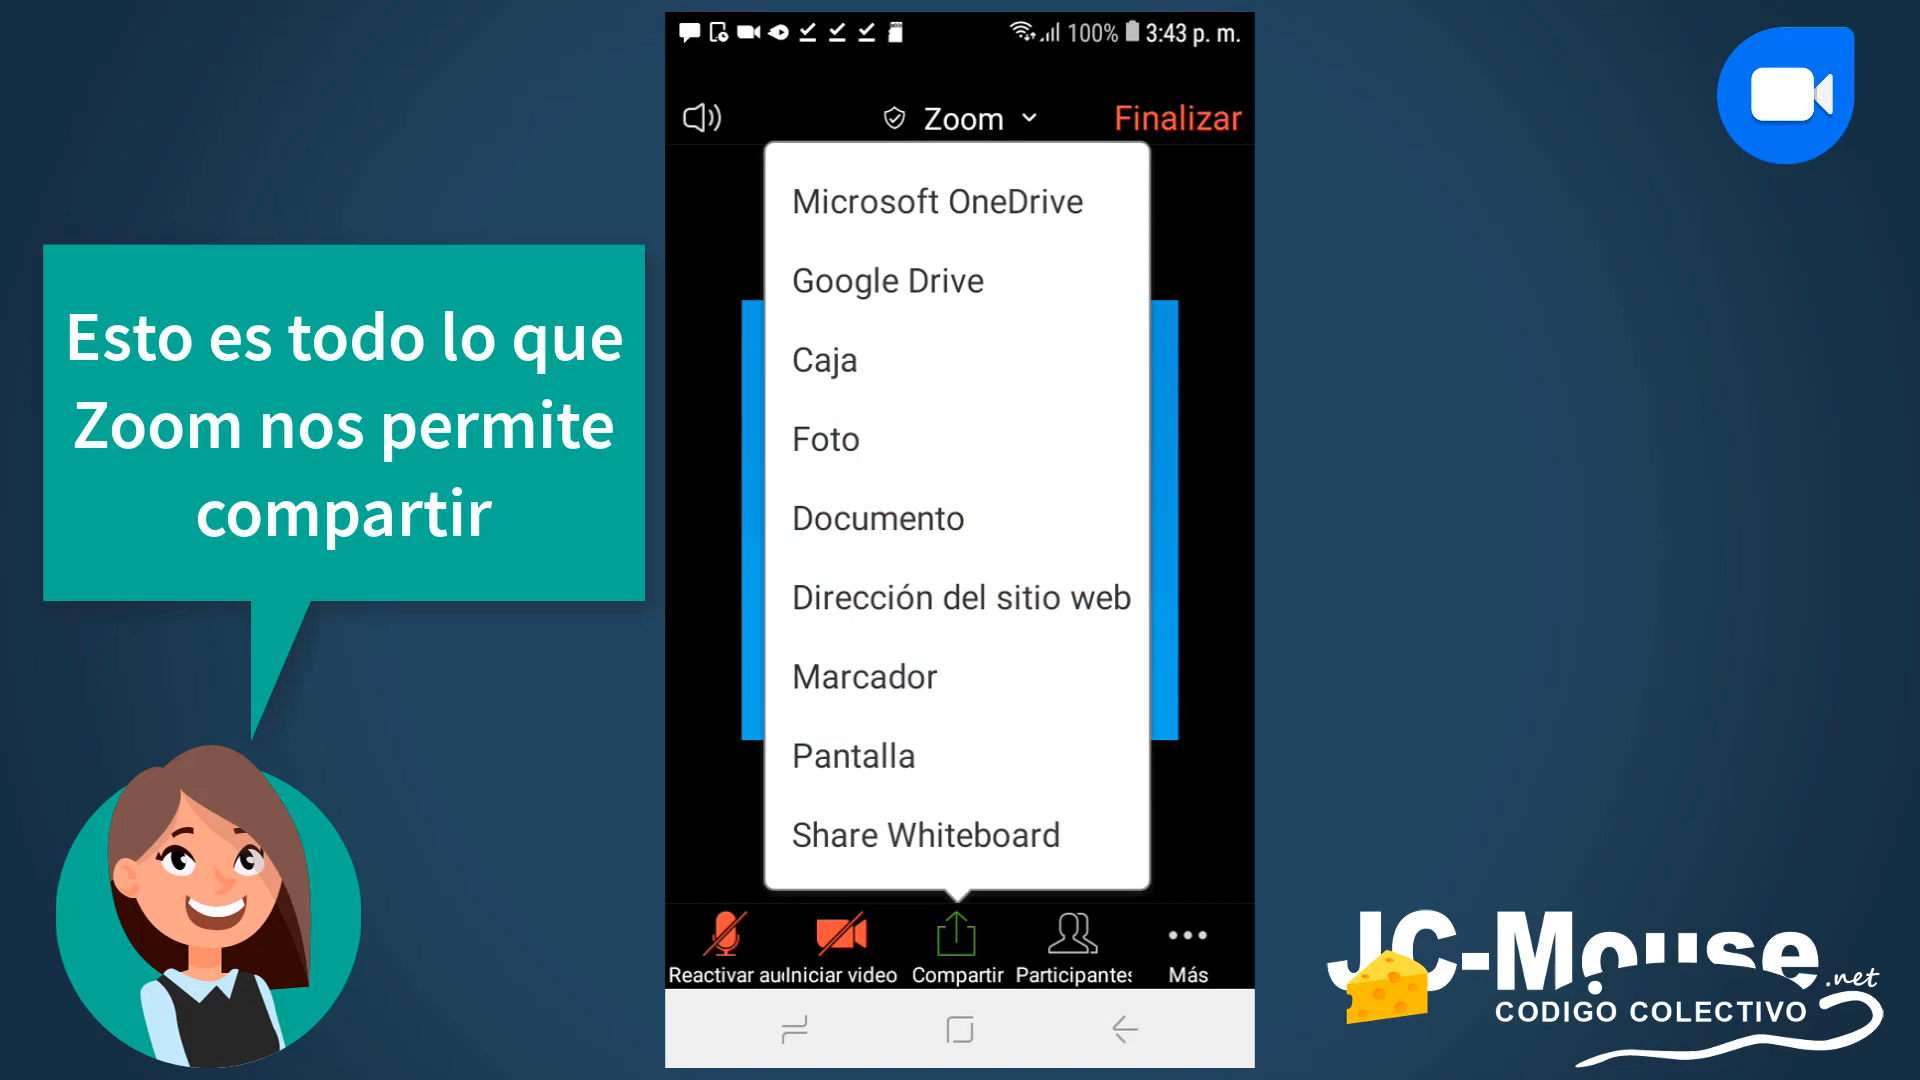 100% 3:43 p. m.
Zoom
Finalizar
Microsoft OneDrive
Google Drive
Caja
Foto
Documento
Dirección del sitio web
Marcador
Pantalla
Share Whiteboard
Reactivar au Iniciar video Compartir Participantes Más
Esto es todo lo que
Zoom nos permite
compartir
JC-Mouse.net
CODIGO COLECTIVO